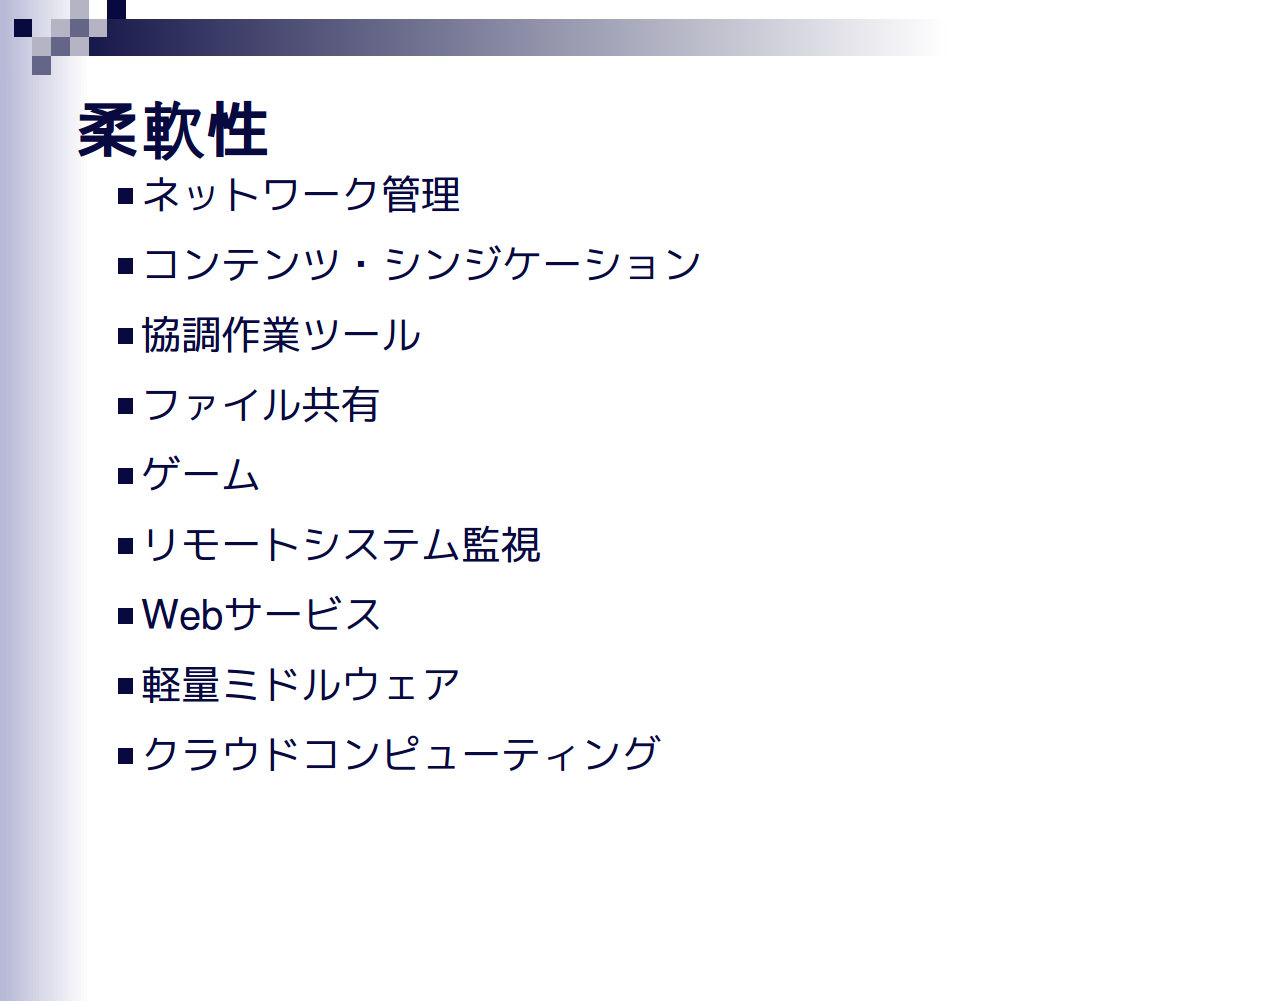 柔軟性
ネットワーク管理
コンテンツ・シンジケーション
協調作業ツール
ファイル共有
ゲーム
リモートシステム監視
Webサービス
軽量ミドルウェア
クラウドコンピューティング